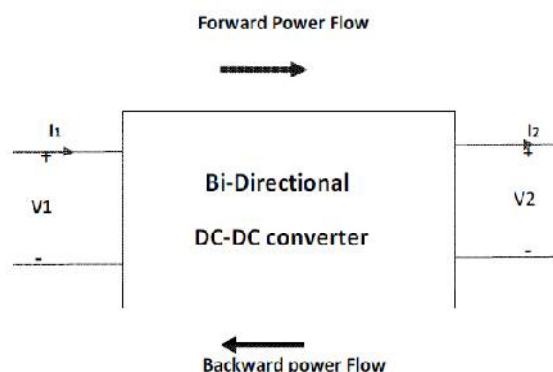 Forward Power Flow
I1
I2
+
+
Bi-Directional
V1
V2
DC-DC converter
-
-
Backward power Flow